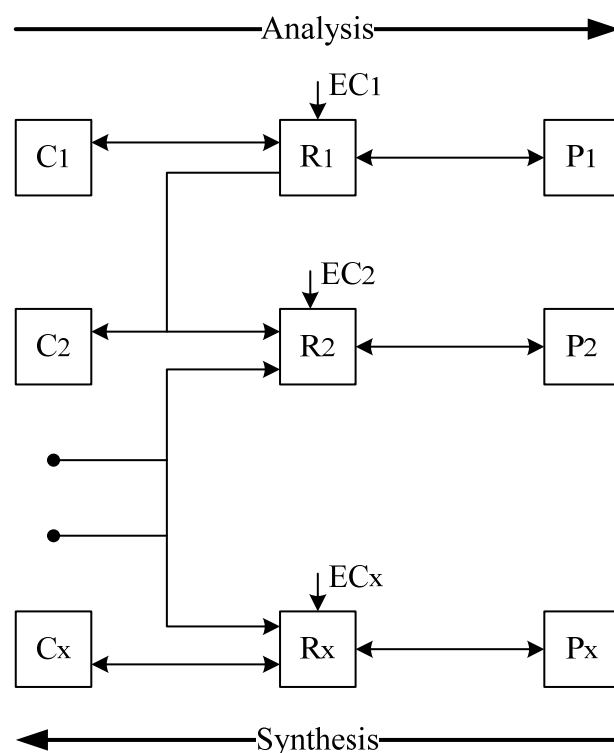 Analysis
EC1
C1 R1 P1
EC2
C2 R2 P2
ECx
Cx Rx Px
Synthesis